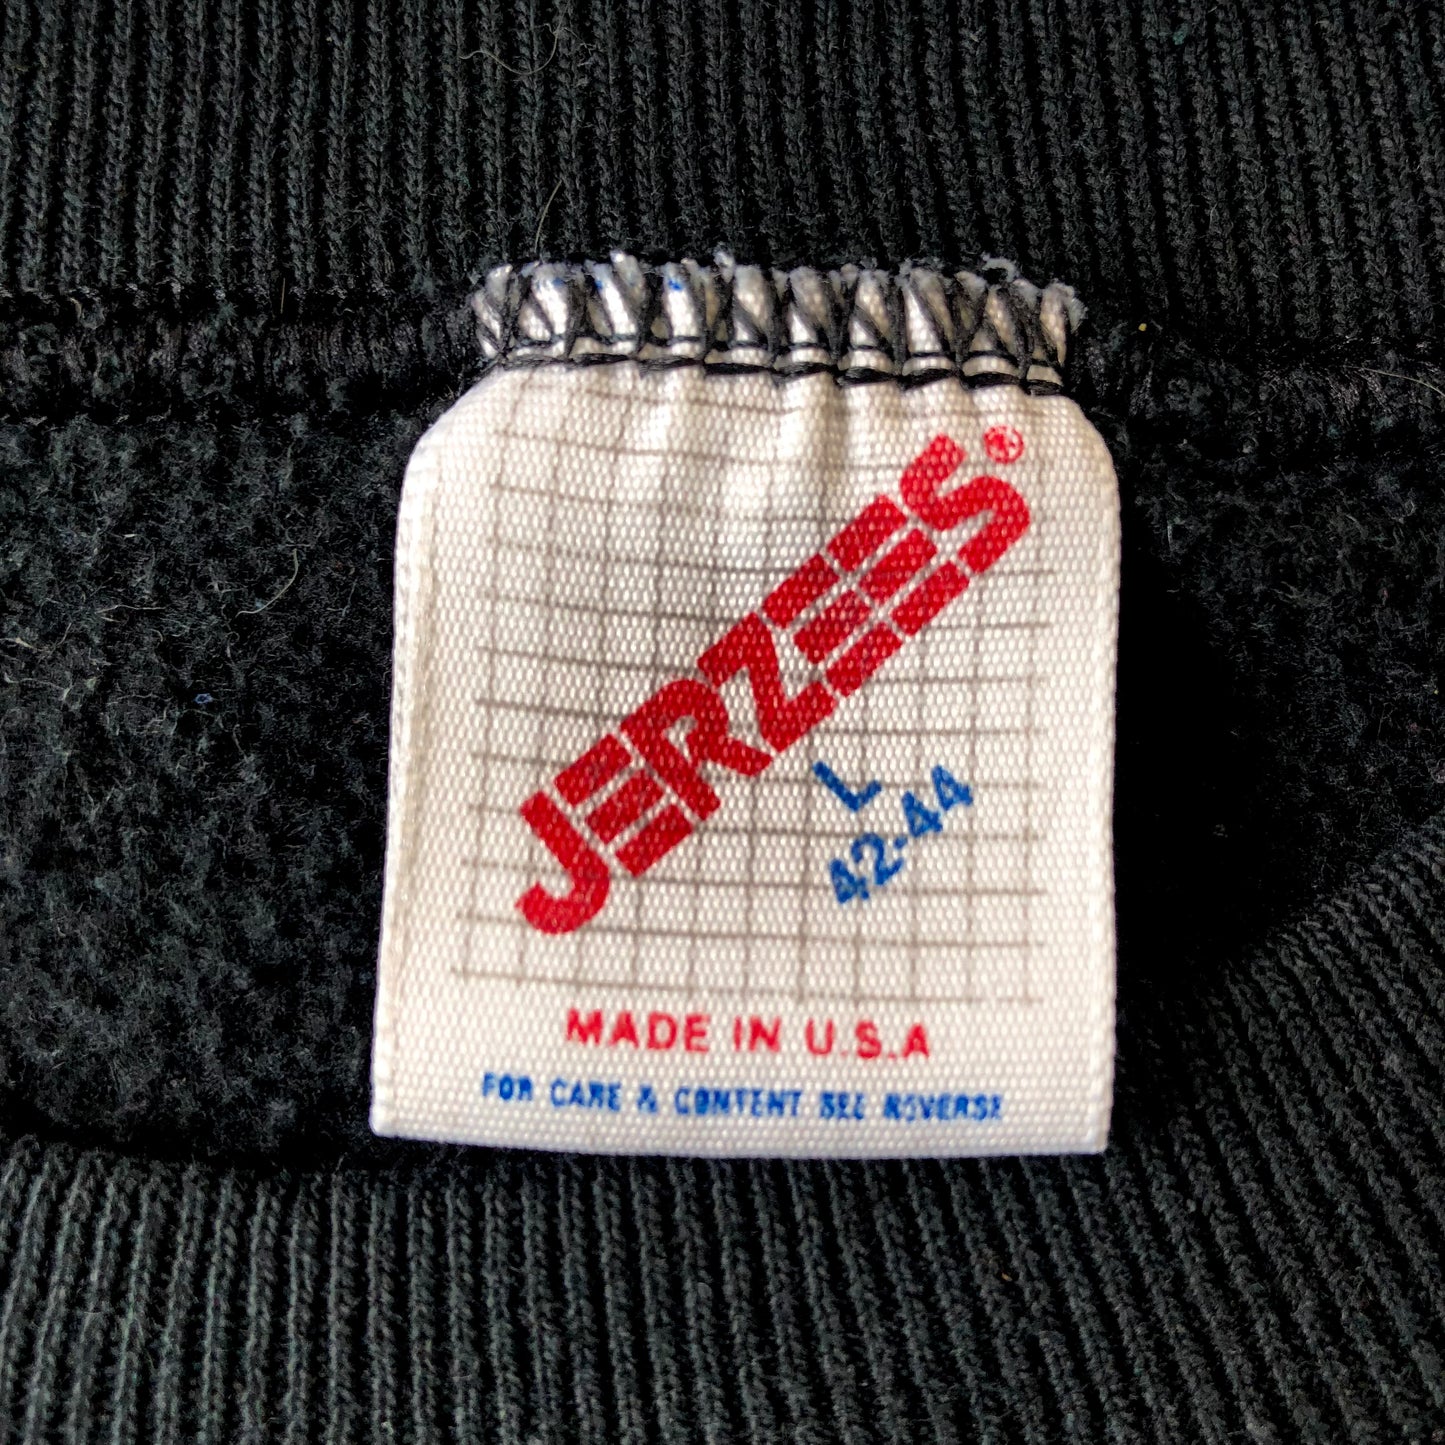 JERZEES®
L
42-44
MADE IN U.S.A
FOR CARE & CONTENT SEE REVERSE